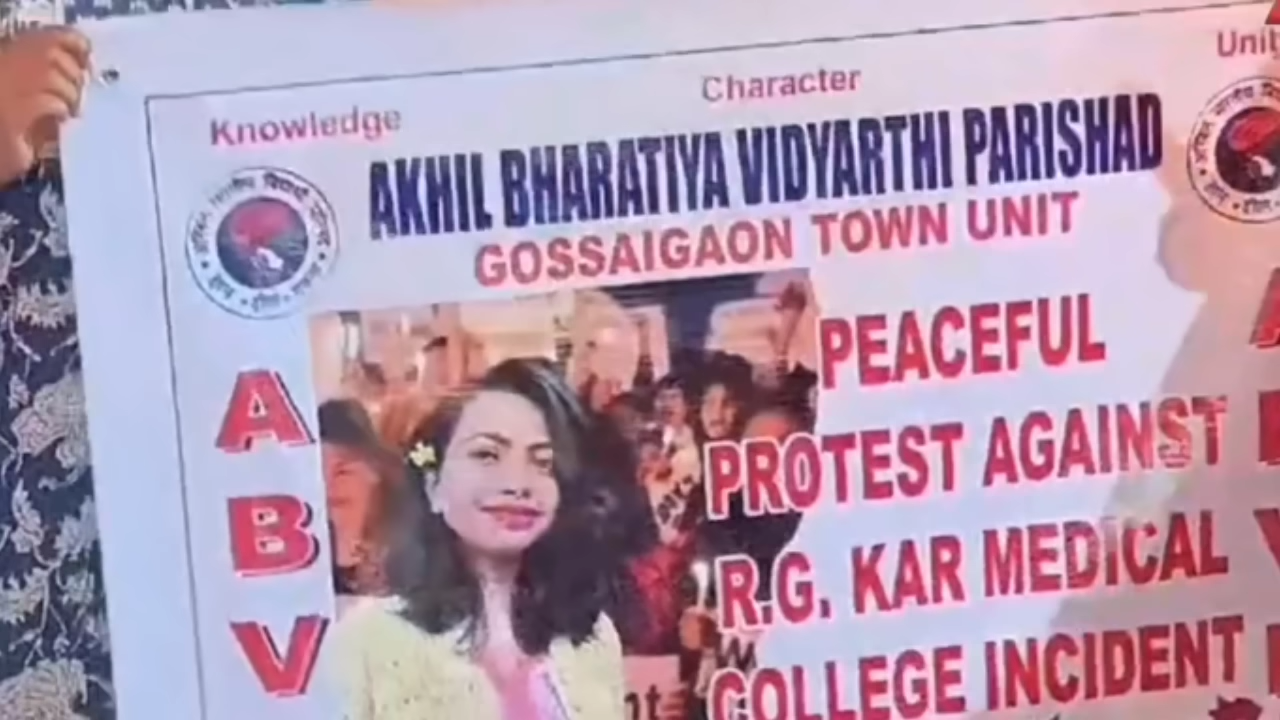 Knowledge
Character
AKHIL BHARATIYA VIDYARTHI PARISHAD
GOSSAIGAON TOWN UNIT
A
B
V
PEACEFUL
PROTEST AGAINST
R.G. KAR MEDICAL
COLLEGE INCIDENT